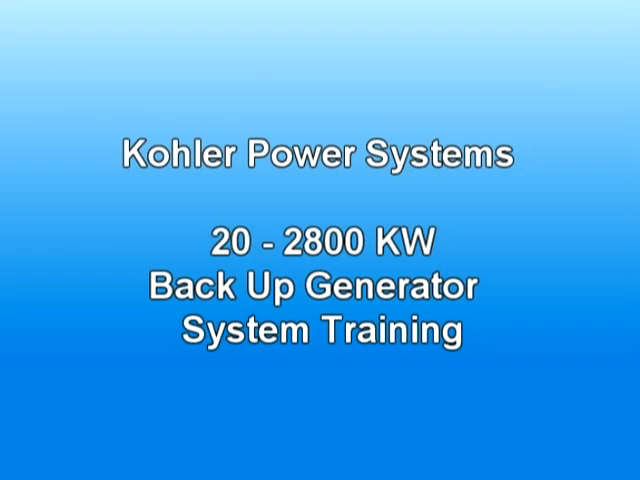 Kohler Power Systems
20 - 2800 KW
Back Up Generator
System Training